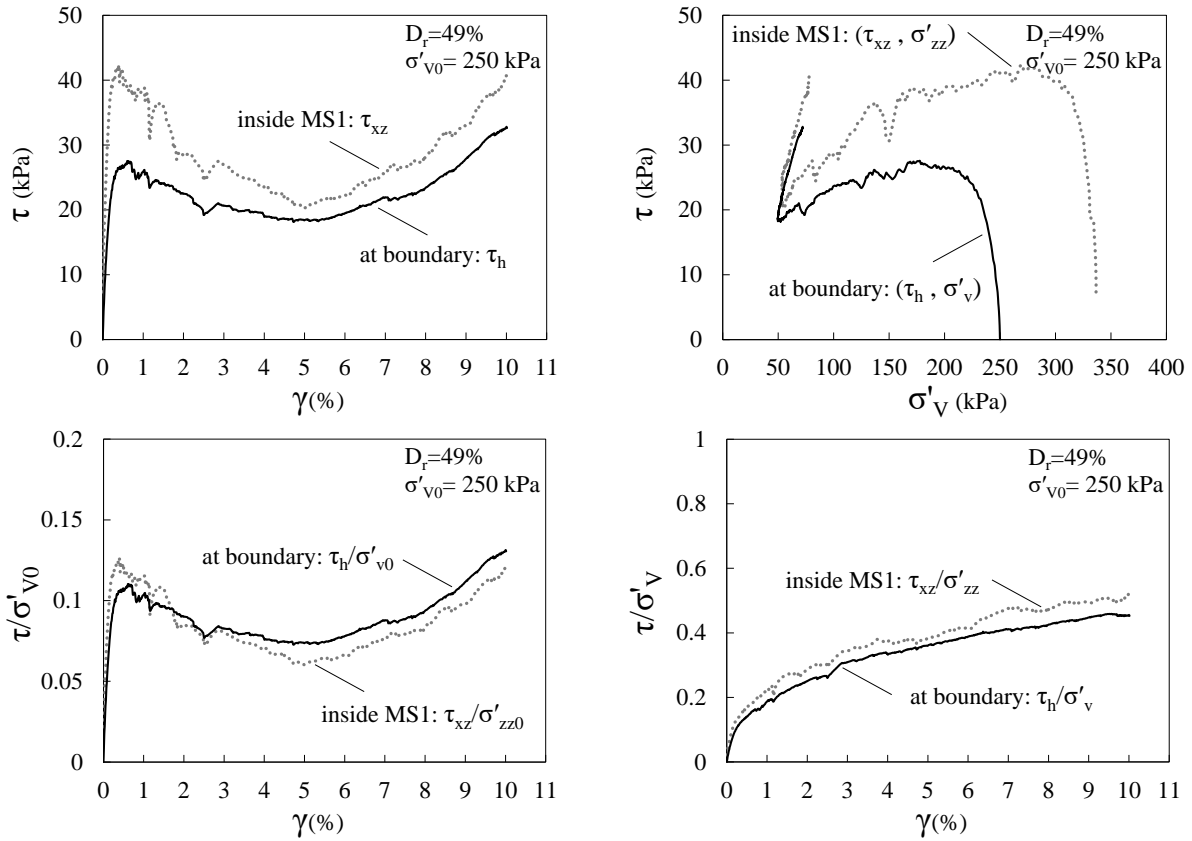 50
40
30
20
10
0
τ (kPa)
D_r=49%
σ'_V0= 250 kPa
inside MS1: τ_xz
at boundary: τ_h
0 1 2 3 4 5 6 7 8 9 10 11
γ(%)
50
40
30
20
10
0
τ (kPa)
inside MS1: (τ_xz , σ'_zz)
D_r=49%
σ'_V0= 250 kPa
at boundary: (τ_h , σ'_v)
0 50 100 150 200 250 300 350 400
σ'_V (kPa)
0.2
0.15
0.1
0.05
0
τ/σ'_V0
D_r=49%
σ'_V0= 250 kPa
at boundary: τ_h/σ'_v0
inside MS1: τ_xz/σ'_zz0
0 1 2 3 4 5 6 7 8 9 10 11
γ(%)
1
0.8
0.6
0.4
0.2
0
τ/σ'_V
D_r=49%
σ'_V0= 250 kPa
inside MS1: τ_xz/σ'_zz
at boundary: τ_h/σ'_v
0 1 2 3 4 5 6 7 8 9 10 11
γ(%)